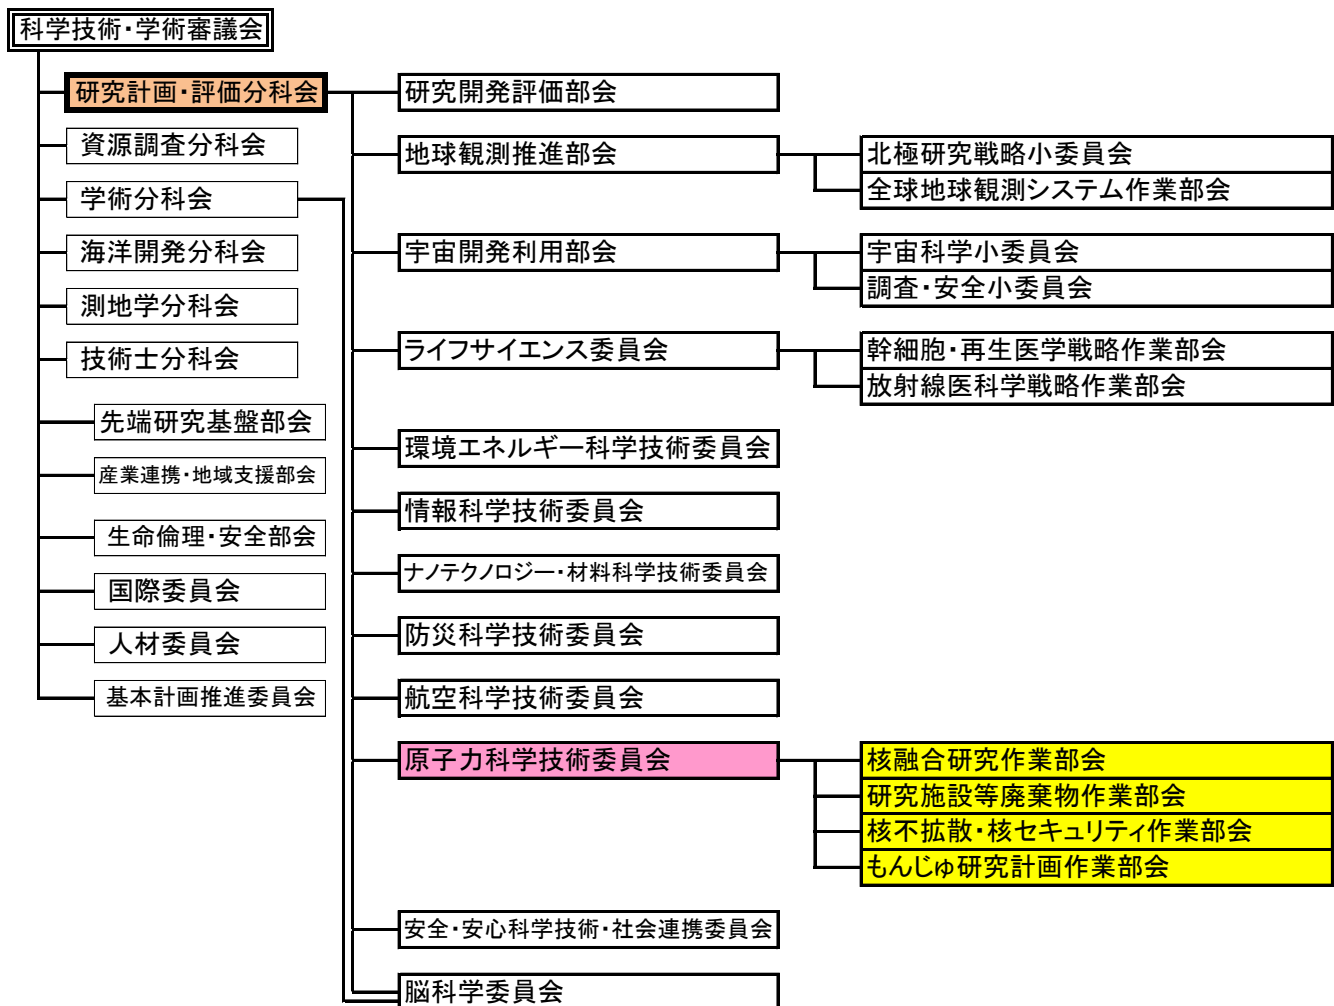 科学技術・学術審議会
研究計画・評価分科会
資源調査分科会
学術分科会
海洋開発分科会
測地学分科会
技術士分科会
先端研究基盤部会
産業連携・地域支援部会
生命倫理・安全部会
国際委員会
人材委員会
基本計画推進委員会
研究開発評価部会
地球観測推進部会
北極研究戦略小委員会
全球地球観測システム作業部会
宇宙開発利用部会
宇宙科学小委員会
調査・安全小委員会
ライフサイエンス委員会
幹細胞・再生医学戦略作業部会
放射線医科学戦略作業部会
環境エネルギー科学技術委員会
情報科学技術委員会
ナノテクノロジー・材料科学技術委員会
防災科学技術委員会
航空科学技術委員会
原子力科学技術委員会
核融合研究作業部会
研究施設等廃棄物作業部会
核不拡散・核セキュリティ作業部会
もんじゅ研究計画作業部会
安全・安心科学技術・社会連携委員会
脳科学委員会